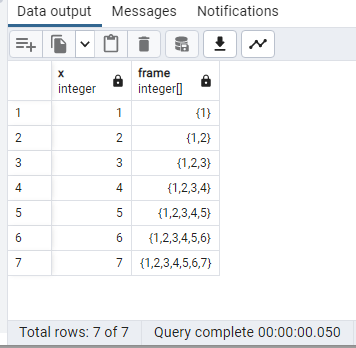 Data output Messages Notifications
x frame
integer integer[]
1 1 {1}
2 2 {1,2}
3 3 {1,2,3}
4 4 {1,2,3,4}
5 5 {1,2,3,4,5}
6 6 {1,2,3,4,5,6}
7 7 {1,2,3,4,5,6,7}
Total rows: 7 of 7 Query complete 00:00:00.050